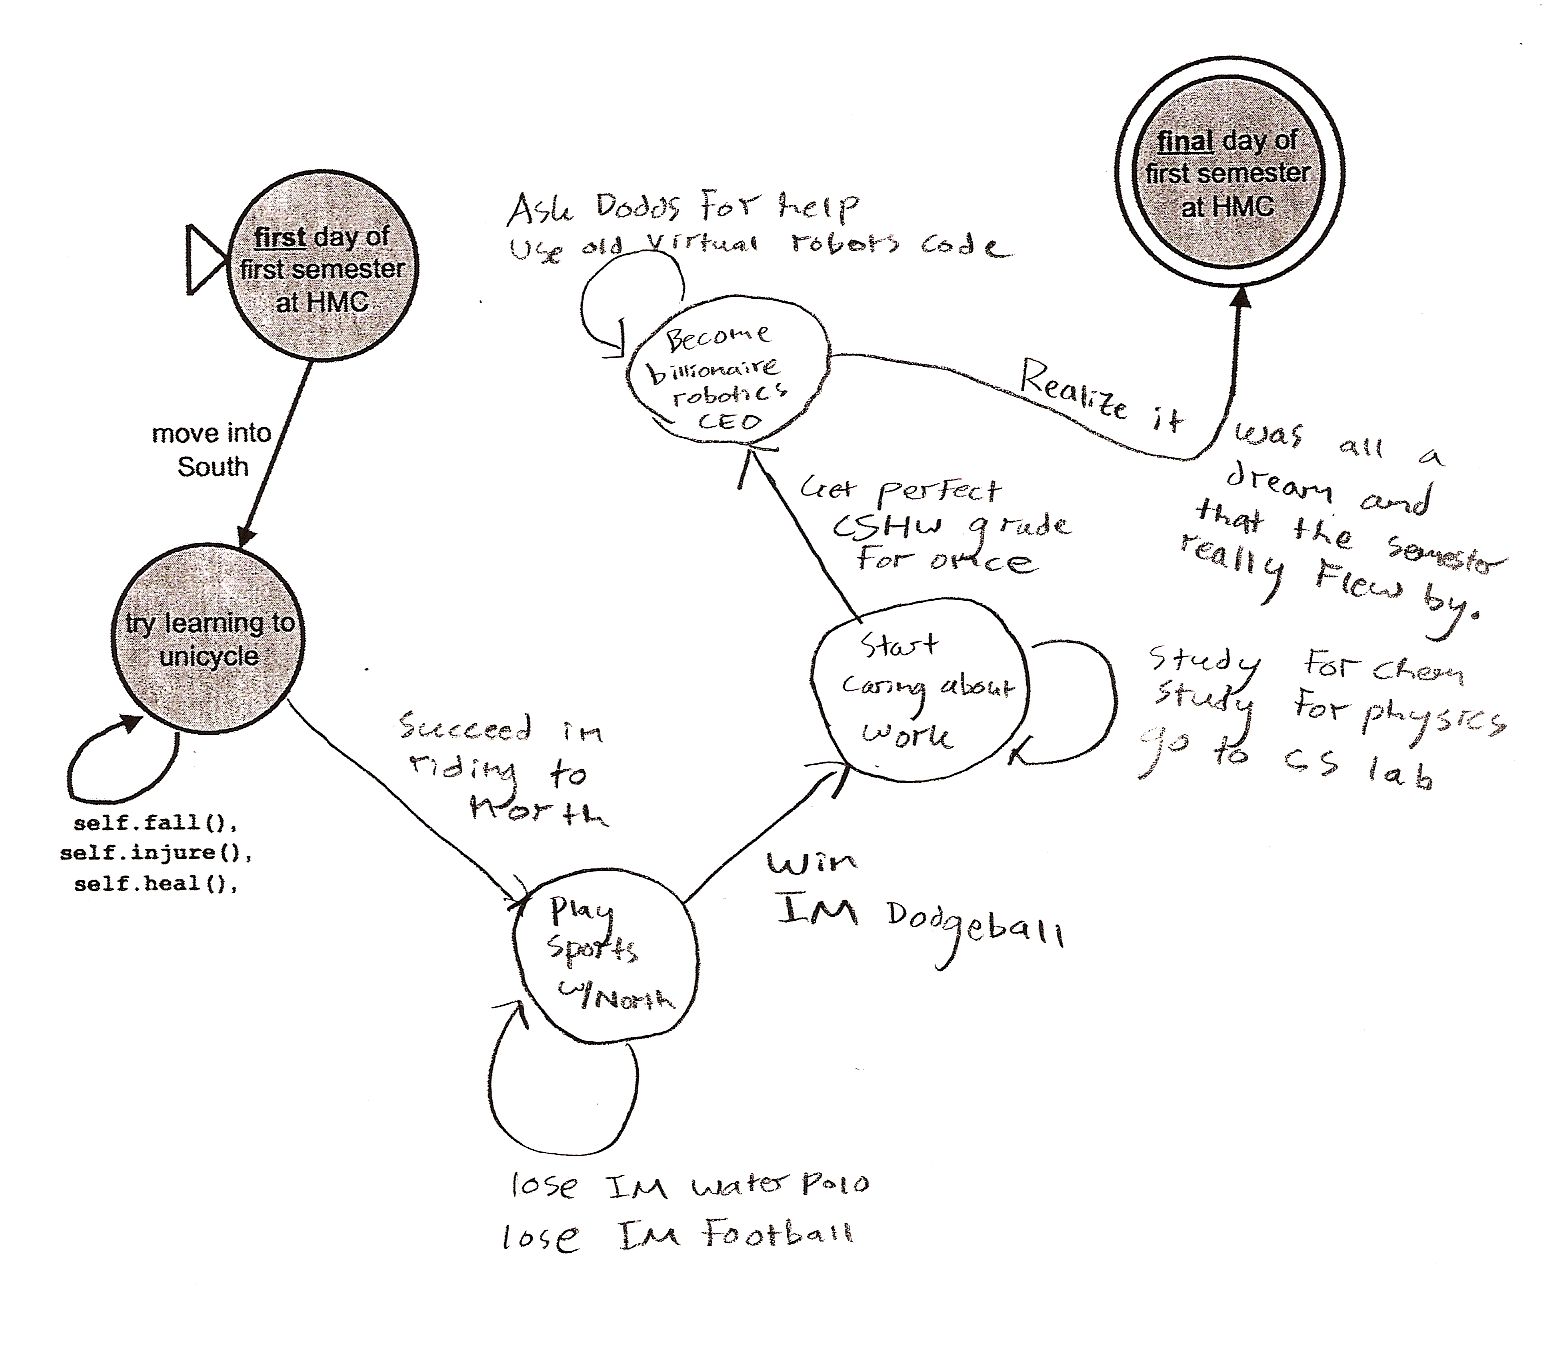 first day of
first semester
at HMC
move into
South
try learning to
unicycle
self.fall(),
self.injure(),
self.heal(),
Succeed in
riding to
North
Play
Sports
w/North
lose IM water Polo
lose IM Football
Win
IM Dodgeball
Start
caring about
work
Study For chem
Study For physics
go to CS lab
Get perfect
CSHW grade
For once
Become
billionaire
robotics
CEO
Ask Dodds For help
Use old virtual robots code
Realize it
was all a
dream and
that the semester
really Flew by.
final day of
first semester
at HMC